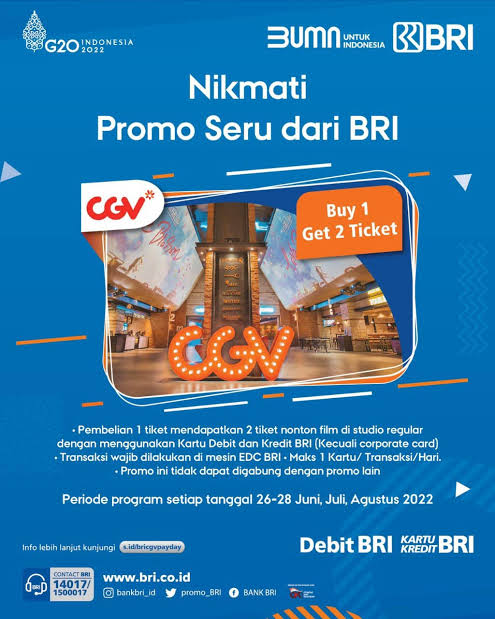 G20 INDONESIA
2022
BUMN UNTUK
INDONESIA
BRI
Nikmati
Promo Seru dari BRI
CGV*
Buy 1
Get 2 Ticket
CGV
• Pembelian 1 tiket mendapatkan 2 tiket nonton film di studio regular
dengan menggunakan Kartu Debit dan Kredit BRI (Kecuali corporate card)
• Transaksi wajib dilakukan di mesin EDC BRI • Maks 1 Kartu/ Transaksi/Hari.
• Promo ini tidak dapat digabung dengan promo lain
Periode program setiap tanggal 26-28 Juni, Juli, Agustus 2022
Info lebih lanjut kunjungi s.id/bricgvpayday
Debit BRI KARTU KREDIT BRI
CONTACT BRI
14017/
1500017
www.bri.co.id
bankbri_id promo_BRI BANK BRI